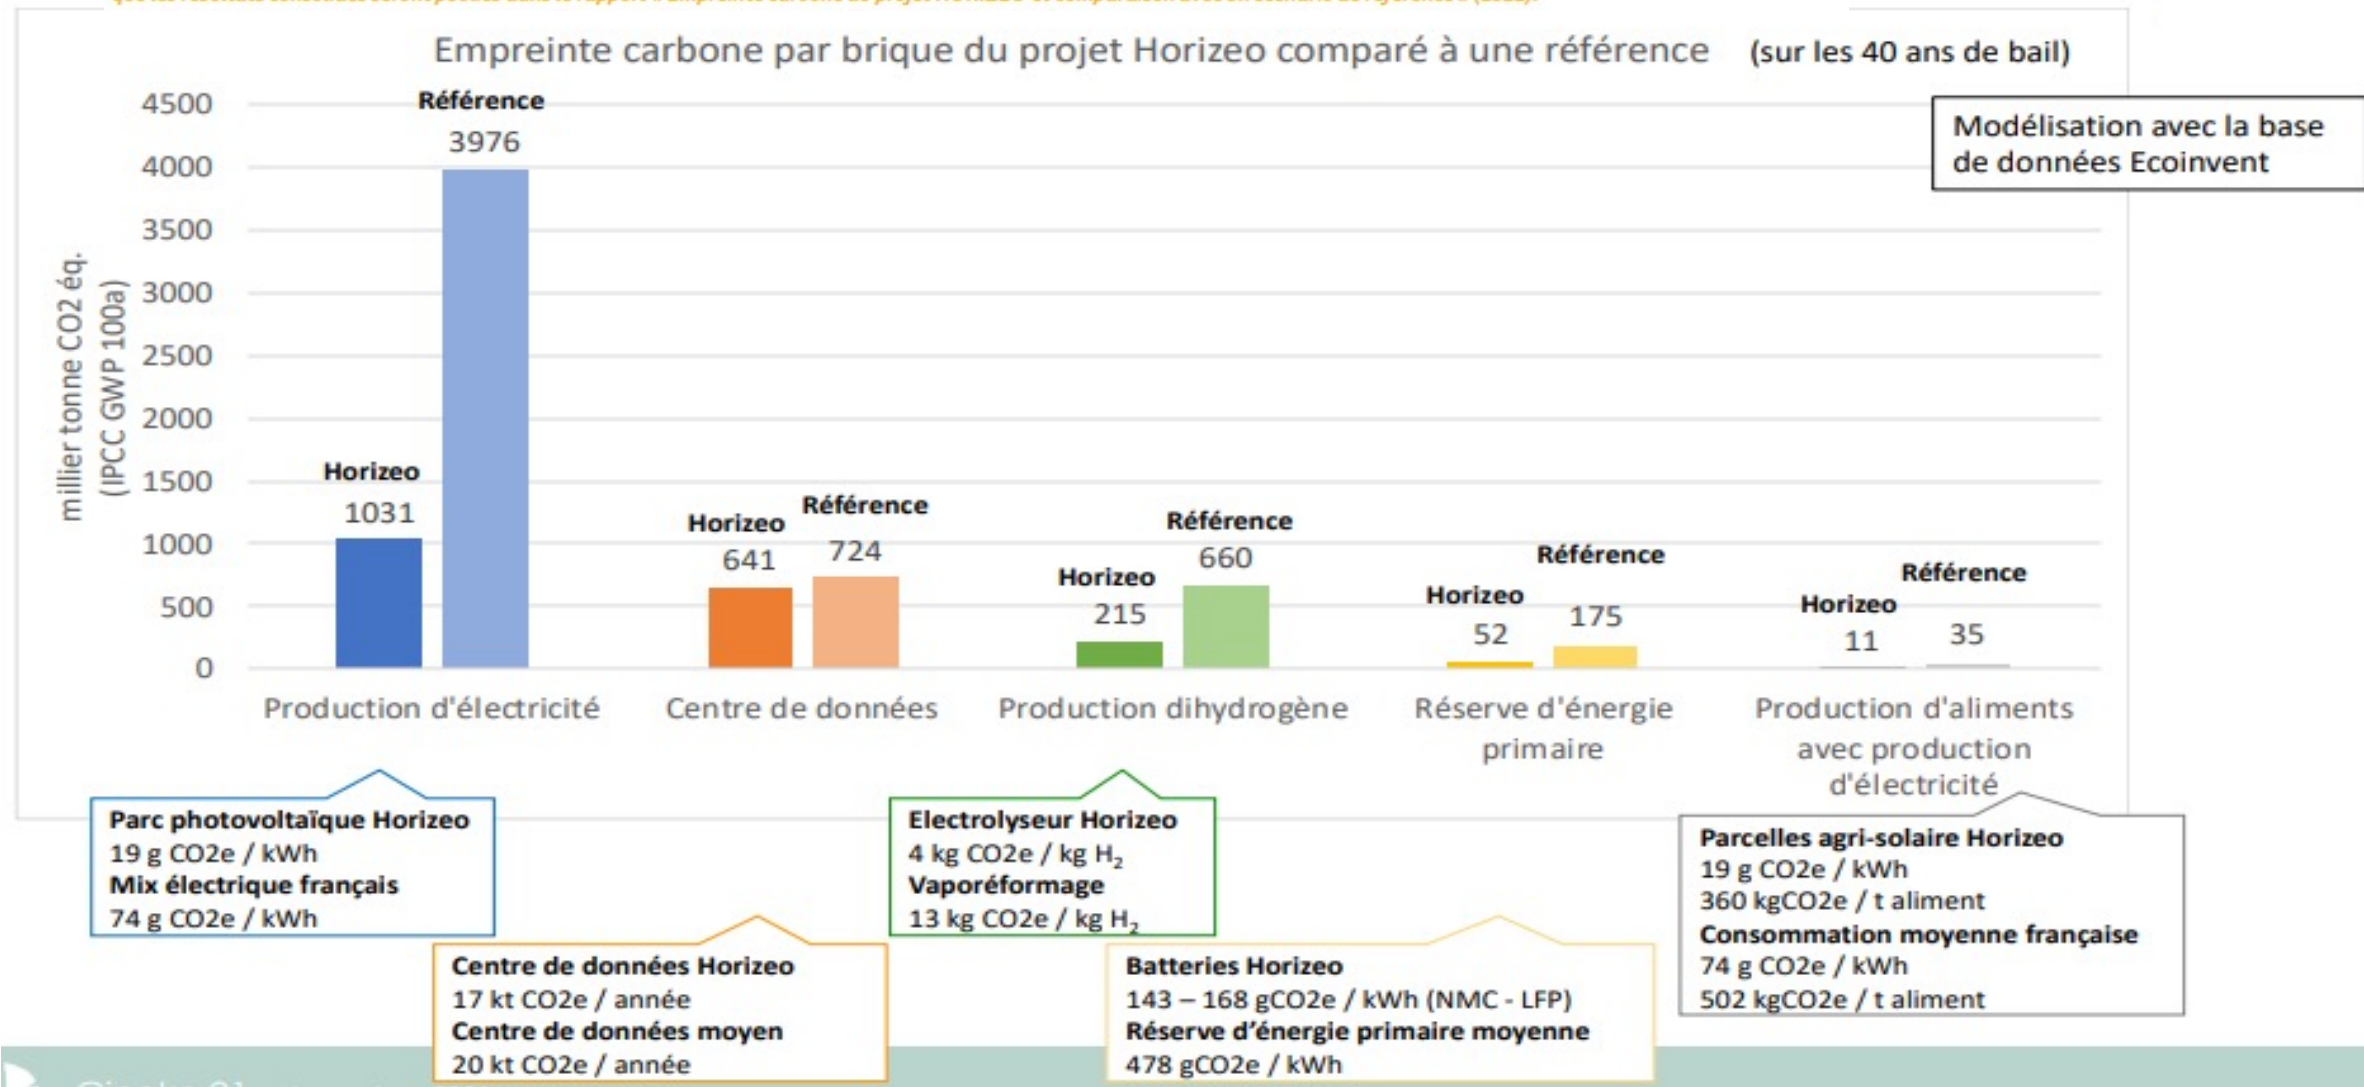 Empreinte carbone par brique du projet Horizeo comparé à une référence (sur les 40 ans de bail)
Modélisation avec la base
de données Ecoinvent
millier tonne CO2 éq.
(IPCC GWP 100a)
4500
4000
3500
3000
2500
2000
1500
1000
500
0
Horizeo
1031
Référence
3976
Horizeo
641
Référence
724
Horizeo
215
Référence
660
Horizeo
52
Référence
175
Horizeo
11
Référence
35
Production d'électricité
Centre de données
Production dihydrogène
Réserve d'énergie
primaire
Production d'aliments
avec production
d'électricité
Parc photovoltaïque Horizeo
19 g CO2e / kWh
Mix électrique français
74 g CO2e / kWh
Centre de données Horizeo
17 kt CO2e / année
Centre de données moyen
20 kt CO2e / année
Electrolyseur Horizeo
4 kg CO2e / kg H₂
Vaporéformage
13 kg CO2e / kg H₂
Batteries Horizeo
143 – 168 gCO2e / kWh (NMC - LFP)
Réserve d’énergie primaire moyenne
478 gCO2e / kWh
Parcelles agri-solaire Horizeo
19 g CO2e / kWh
360 kgCO2e / t aliment
Consommation moyenne française
74 g CO2e / kWh
502 kgCO2e / t aliment